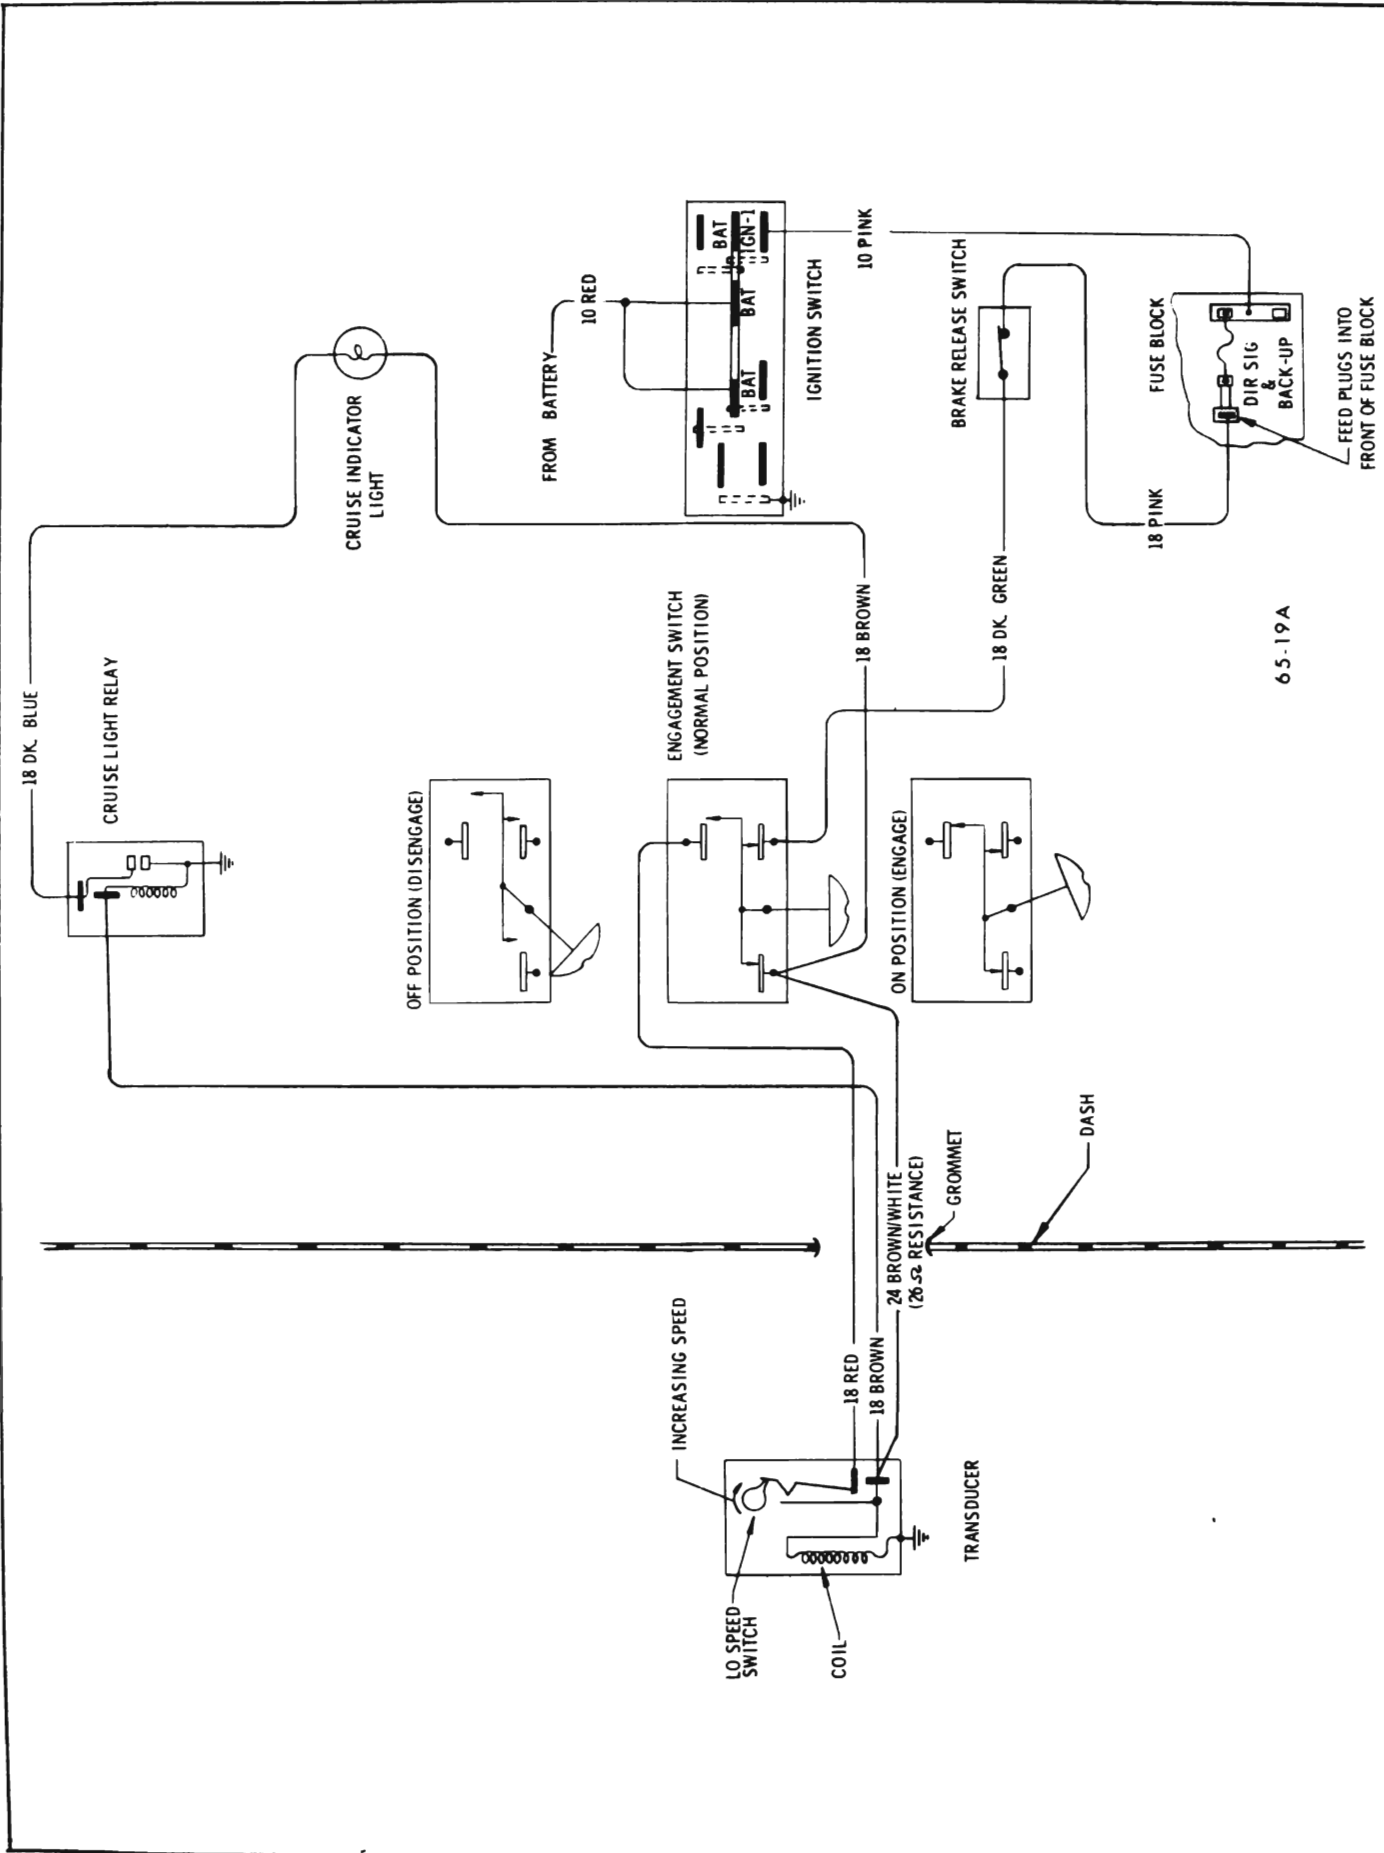 18 DK. BLUE
CRUISE LIGHT RELAY
CRUISE INDICATOR
LIGHT
FROM BATTERY
10 RED
BAT
BAT
BAT
IGN-1
IGNITION SWITCH
10 PINK
OFF POSITION (DISENGAGE)
ENGAGEMENT SWITCH
(NORMAL POSITION)
18 BROWN
ON POSITION (ENGAGE)
BRAKE RELEASE SWITCH
18 DK. GREEN
FUSE BLOCK
DIR SIG
&
BACK-UP
18 PINK
FEED PLUGS INTO
FRONT OF FUSE BLOCK
65-19A
INCREASING SPEED
18 RED
18 BROWN
24 BROWN/WHITE
(26 Ω RESISTANCE)
GROMMET
DASH
LO SPEED
SWITCH
COIL
TRANSDUCER